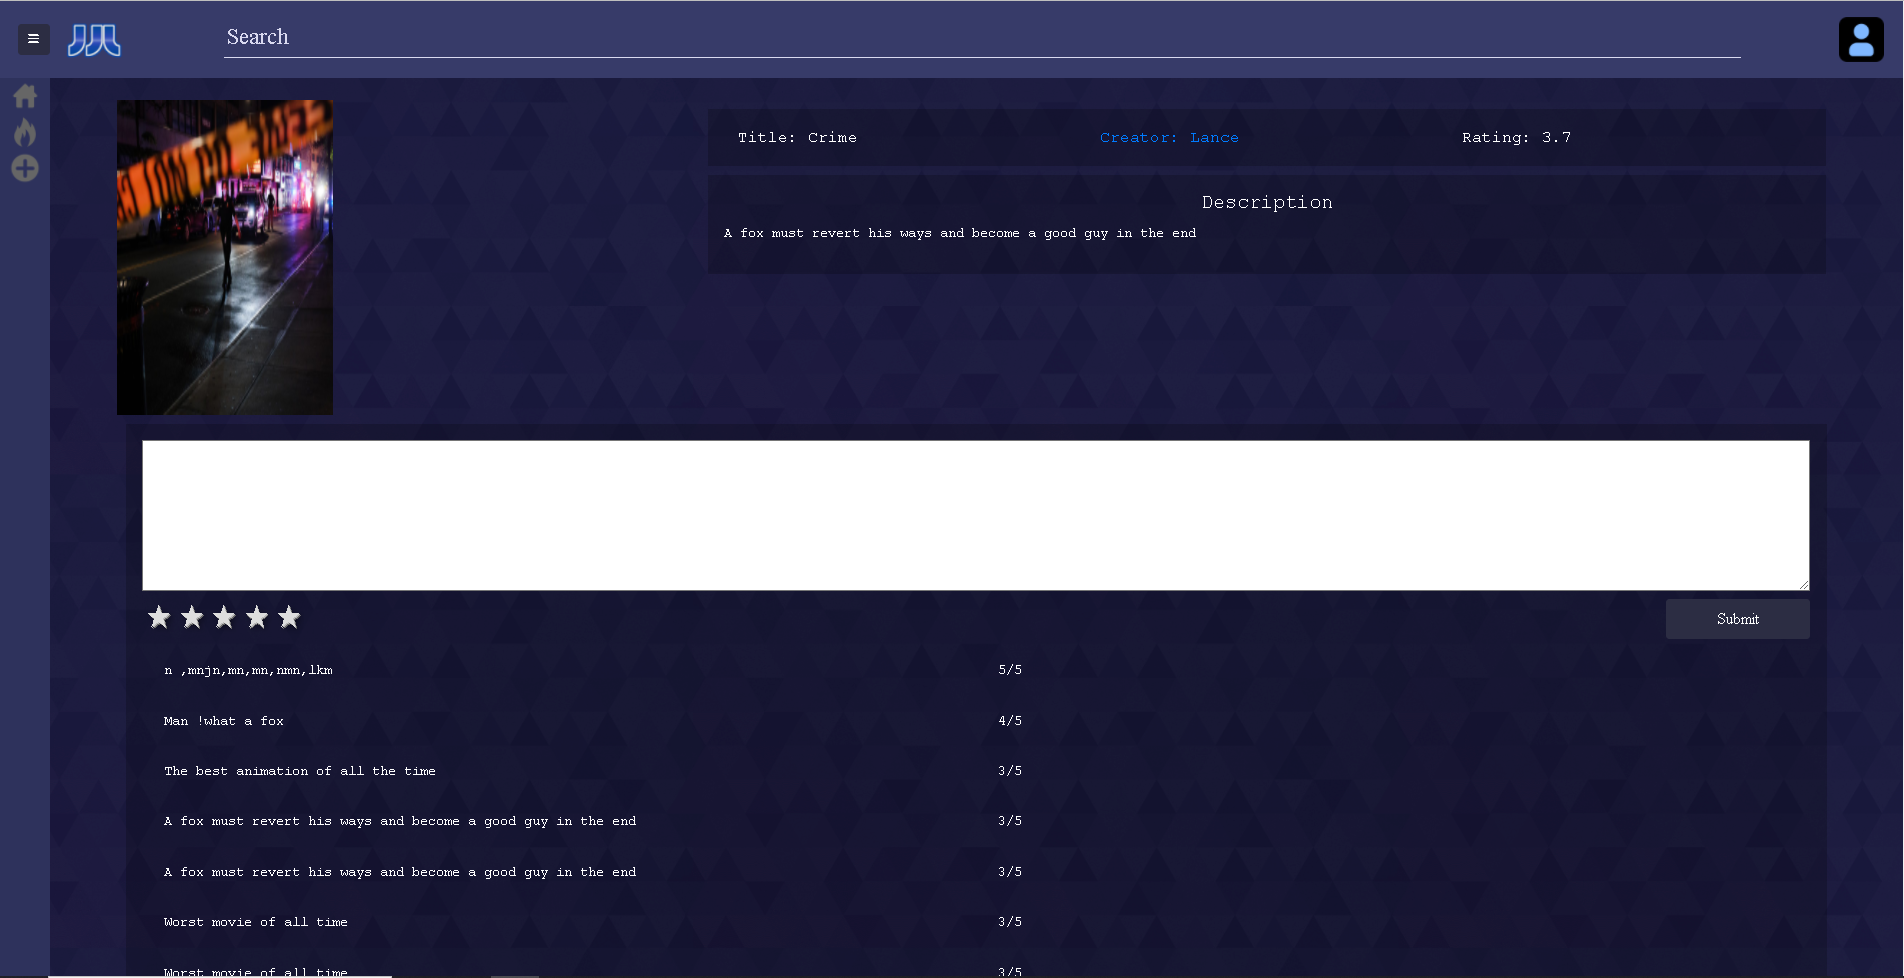 Search
Title: Crime
Creator: Lance
Rating: 3.7
Description
A fox must revert his ways and become a good guy in the end
Submit
n ,mnjn,mn,mn,nmn,lkm
5/5
Man !what a fox
4/5
The best animation of all the time
3/5
A fox must revert his ways and become a good guy in the end
3/5
A fox must revert his ways and become a good guy in the end
3/5
Worst movie of all time
3/5
Worst movie of all time
3/5